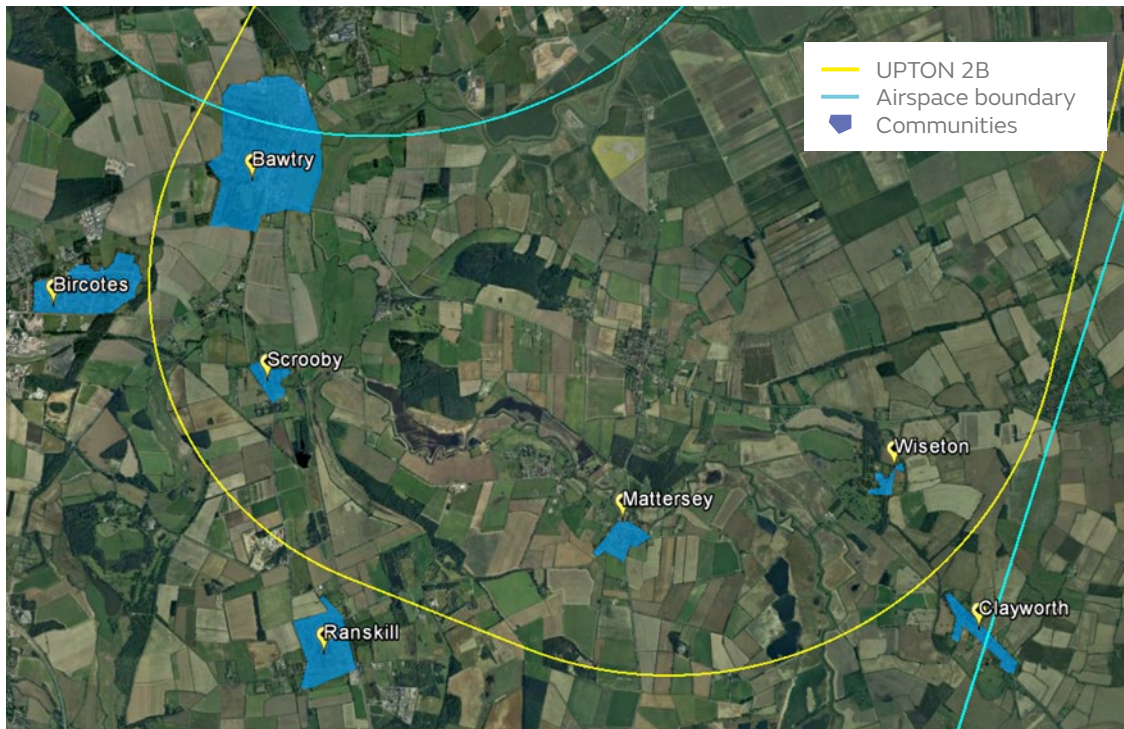 UPTON 2B
Airspace boundary
Communities
Bawtry
Bircotes
Scrooby
Wiseton
Mattersey
Clayworth
Ranskill